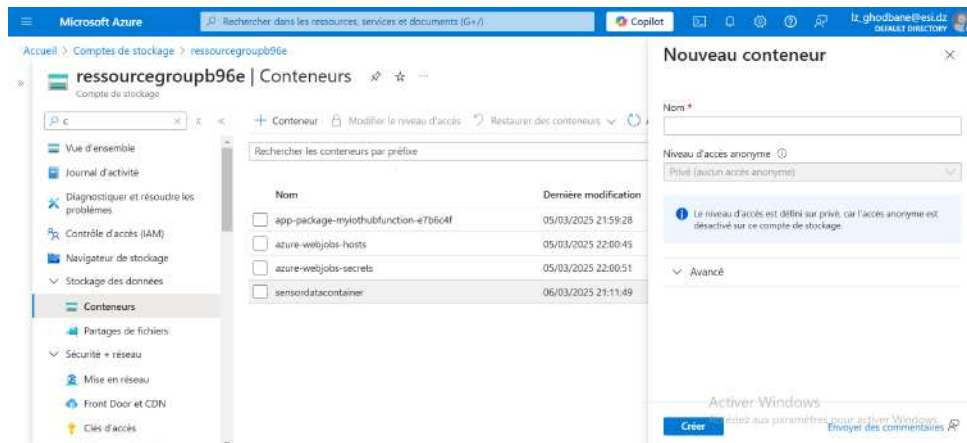 Microsoft Azure
Rechercher dans les ressources, services et documents (G+/)
Copilot
lz_ghodbane@esi.dz
DEFAULT DIRECTORY
Accueil > Comptes de stockage > ressourcegroupb96e
ressourcegroupb96e | Conteneurs
Compte de stockage
c
Vue d'ensemble
Journal d'activité
Diagnostiquer et résoudre les
problèmes
Contrôle d'accès (IAM)
Navigateur de stockage
Stockage des données
Conteneurs
Partages de fichiers
Sécurité + réseau
Mise en réseau
Front Door et CDN
Clés d'accès
+ Conteneur Modifier le niveau d'accès Restaurer des conteneurs
Rechercher les conteneurs par préfixe
Nom Dernière modification
app-package-myiothubfunction-e7b6c4f 05/03/2025 21:59:28
azure-webjobs-hosts 05/03/2025 22:00:45
azure-webjobs-secrets 05/03/2025 22:00:51
sensordatacontainer 06/03/2025 21:11:49
Nouveau conteneur
Nom *
Niveau d'accès anonyme
Privé (aucun accès anonyme)
Le niveau d'accès est défini sur privé, car l'accès anonyme est
désactivé sur ce compte de stockage.
Avancé
Activer Windows
aux paramètres pour activer Windows.
Créer
Envoyer des commentaires